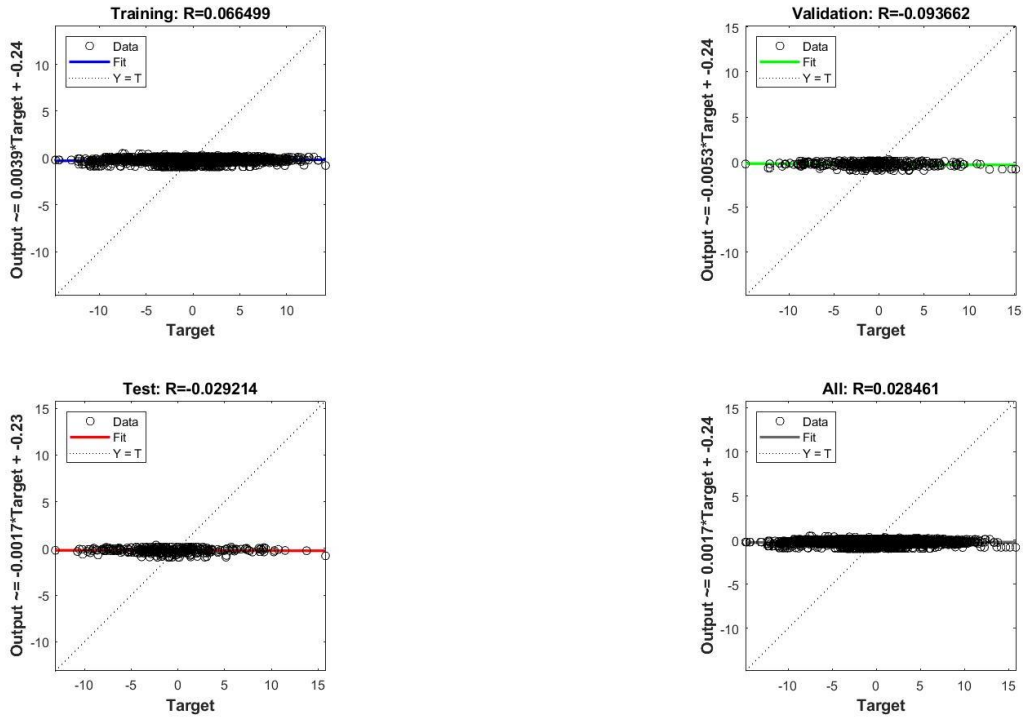 Training: R=0.066499
Output ~= 0.0039*Target + -0.24
Data
Fit
Y = T
10
5
0
-5
-10
-10 -5 0 5 10
Target
Validation: R=-0.093662
Output ~= -0.0053*Target + -0.24
Data
Fit
Y = T
15
10
5
0
-5
-10
-10 -5 0 5 10 15
Target
Test: R=-0.029214
Output ~= -0.0017*Target + -0.23
Data
Fit
Y = T
15
10
5
0
-5
-10
-10 -5 0 5 10 15
Target
All: R=0.028461
Output ~= 0.0017*Target + -0.24
Data
Fit
Y = T
15
10
5
0
-5
-10
-10 -5 0 5 10 15
Target